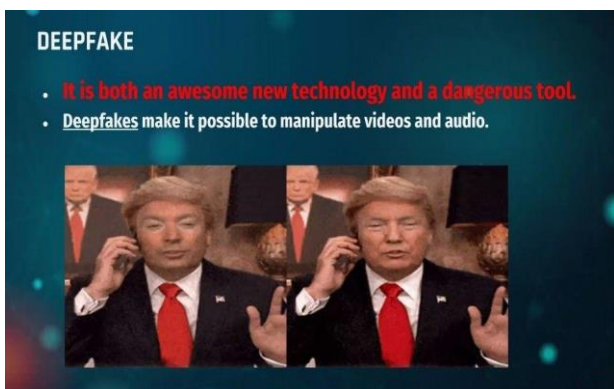 DEEPFAKE
• It is both an awesome new technology and a dangerous tool.
• Deepfakes make it possible to manipulate videos and audio.